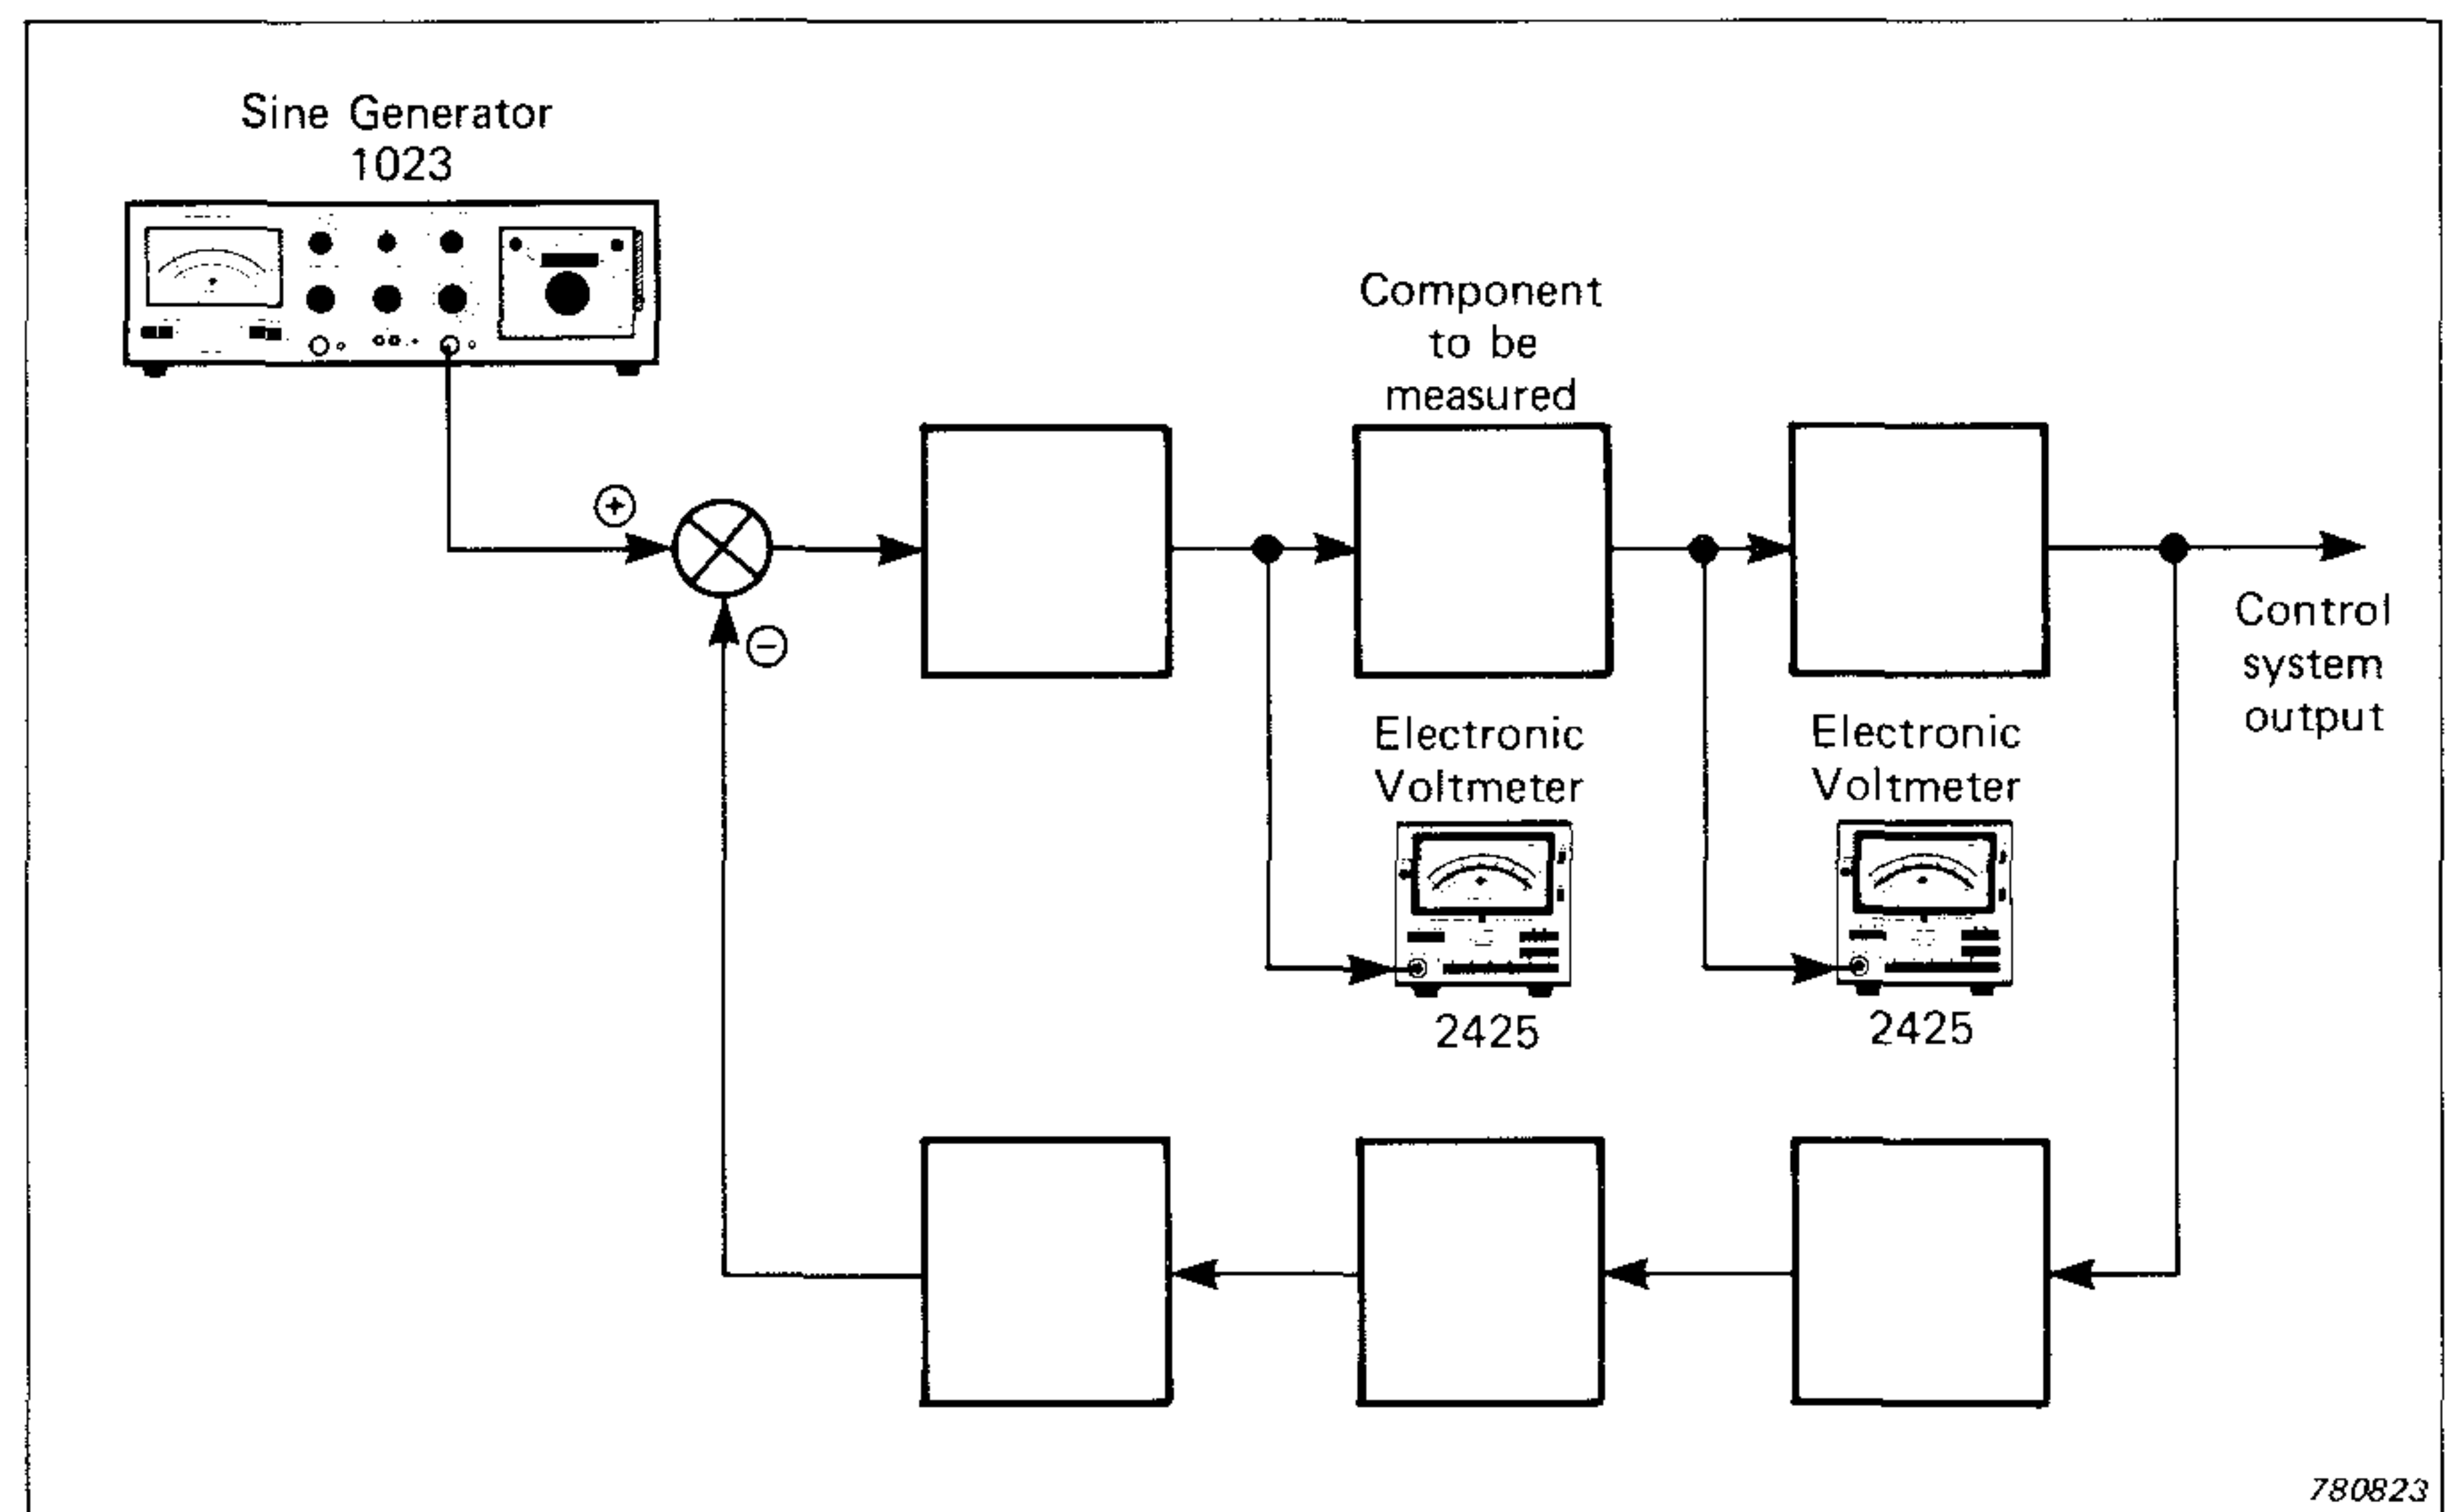 Sine Generator
1023
Component
to be
measured
+
−
Control
system
output
Electronic
Voltmeter
2425
Electronic
Voltmeter
2425
780823